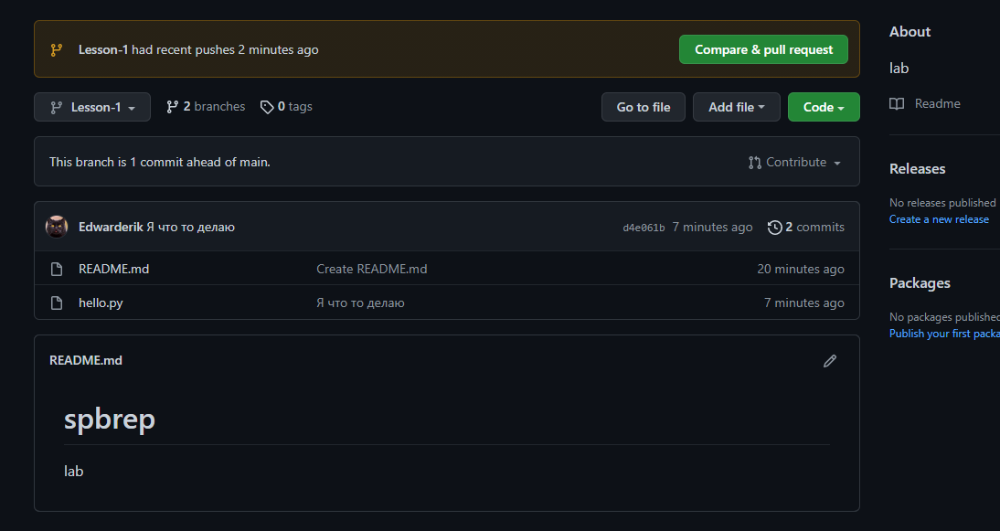 Lesson-1 had recent pushes 2 minutes ago
Compare & pull request
Lesson-1
2 branches
0 tags
Go to file
Add file
Code
This branch is 1 commit ahead of main.
Contribute
Edwarderik Я что то делаю
d4e061b 7 minutes ago
2 commits
README.md Create README.md 20 minutes ago
hello.py Я что то делаю 7 minutes ago
README.md
spbrep
lab
About
lab
Readme
Releases
No releases published
Create a new release
Packages
No packages published
Publish your first packa